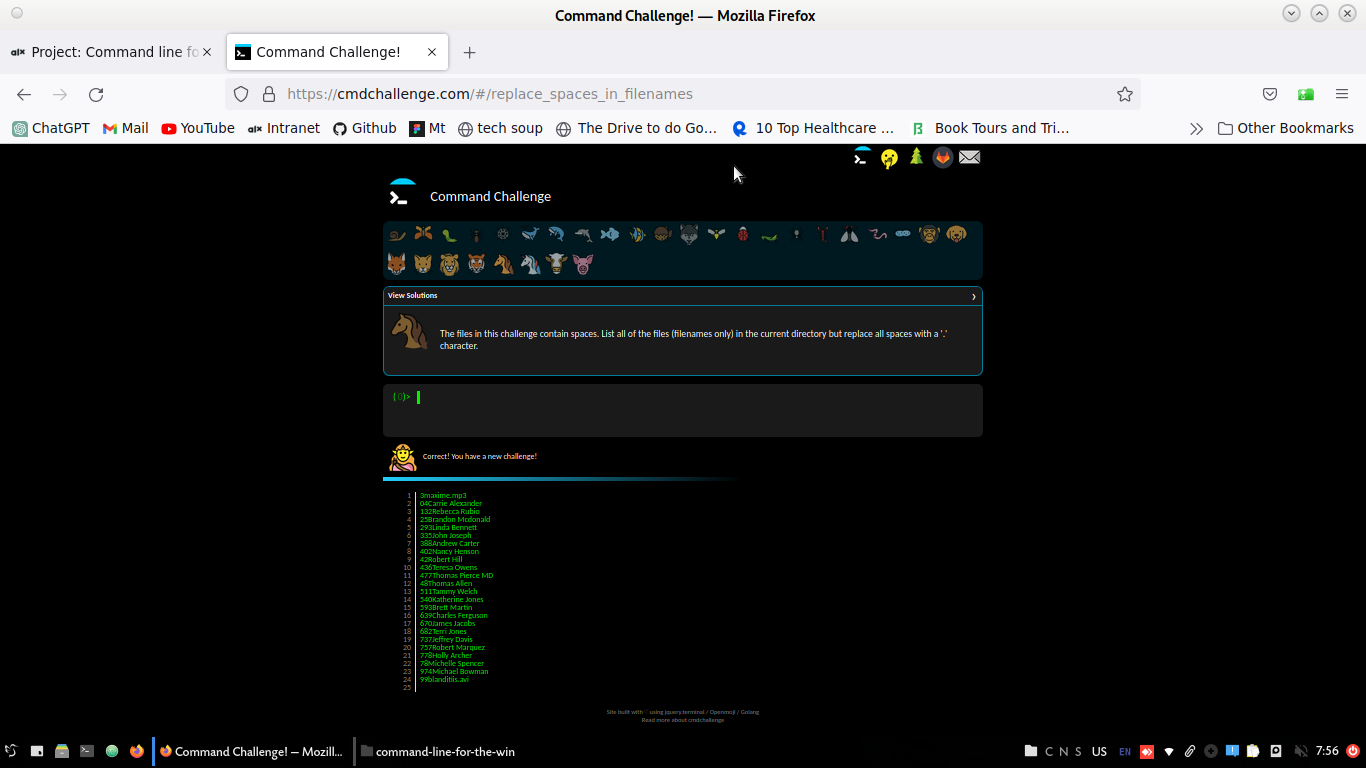 Command Challenge! — Mozilla Firefox
Project: Command line fo
Command Challenge!
https://cmdchallenge.com/#/replace_spaces_in_filenames
ChatGPT Mail YouTube Intranet Github Mt tech soup The Drive to do Go… 10 Top Healthcare … Book Tours and Tri… Other Bookmarks
Command Challenge
View Solutions
The files in this challenge contain spaces. List all of the files (filenames only) in the current directory but replace all spaces with a '.'
character.
(0)>
Correct! You have a new challenge!
1 3maxime.mp3
2 04Carrie Alexander
3 132Rebecca Rubio
4 25Brandon Mcdonald
5 293Linda Bennett
6 335John Joseph
7 388Andrew Carter
8 402Nancy Henson
9 42Robert Hill
10 436Teresa Owens
11 477Thomas Pierce MD
12 48Thomas Allen
13 511Tammy Welch
14 540Katherine Jones
15 593Brett Martin
16 639Charles Ferguson
17 670James Jacobs
18 682Terri Jones
19 737Jeffrey Davis
20 757Robert Marquez
21 778Holly Archer
22 78Michelle Spencer
23 974Michael Bowman
24 99blanditiis.avi
25
Site built with using jquery.terminal / Openmoji / Golang
Read more about cmdchallenge
Command Challenge! — Mozill...
command-line-for-the-win
C N S US EN 7:56